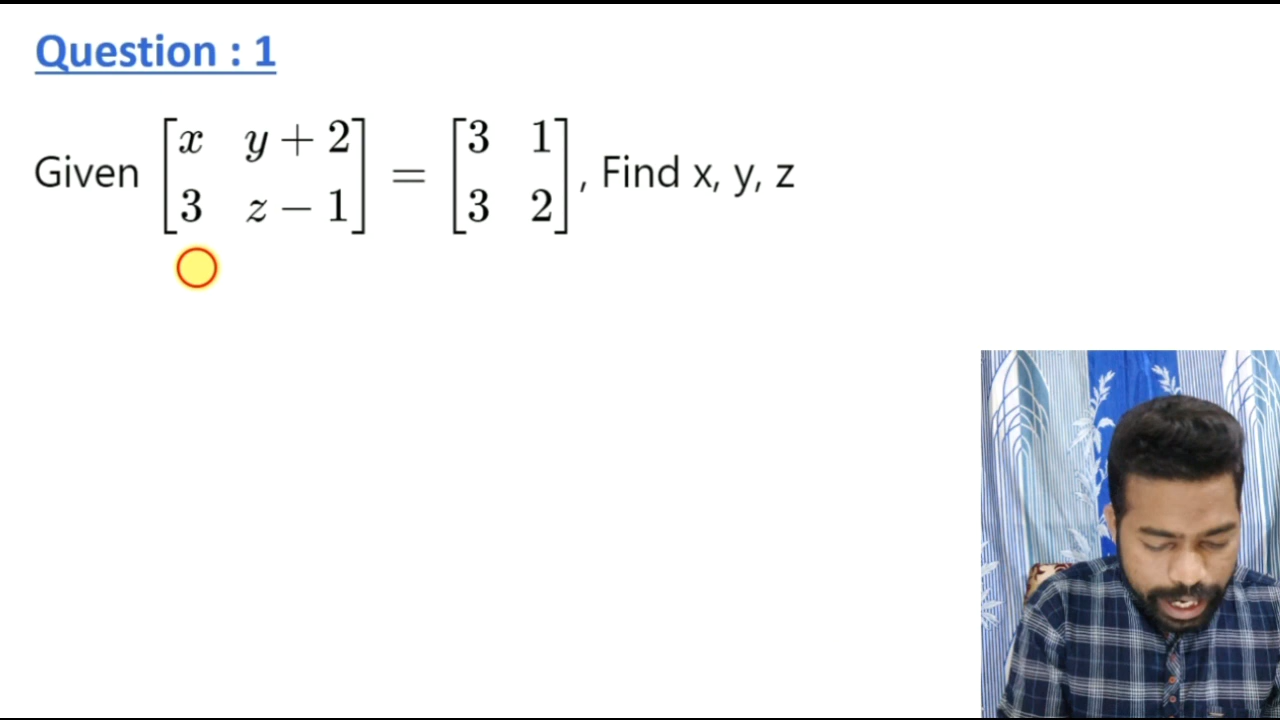 Question : 1
Given [x y + 2; 3 z − 1] = [3 1; 3 2], Find x, y, z